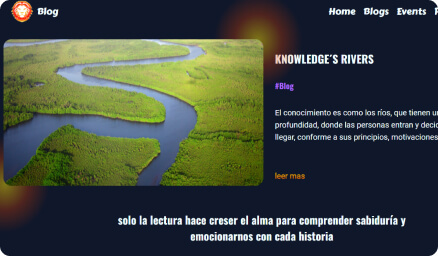 Blog
Home Blogs Events
KNOWLEDGE'S RIVERS
#Blog
El conocimiento es como los ríos, que tienen
profundidad, donde las personas entran y
llegar, conforme a sus principios, motivaciones
leer mas
solo la lectura hace creser el alma para comprender sabiduría y
emocionarnos con cada historia